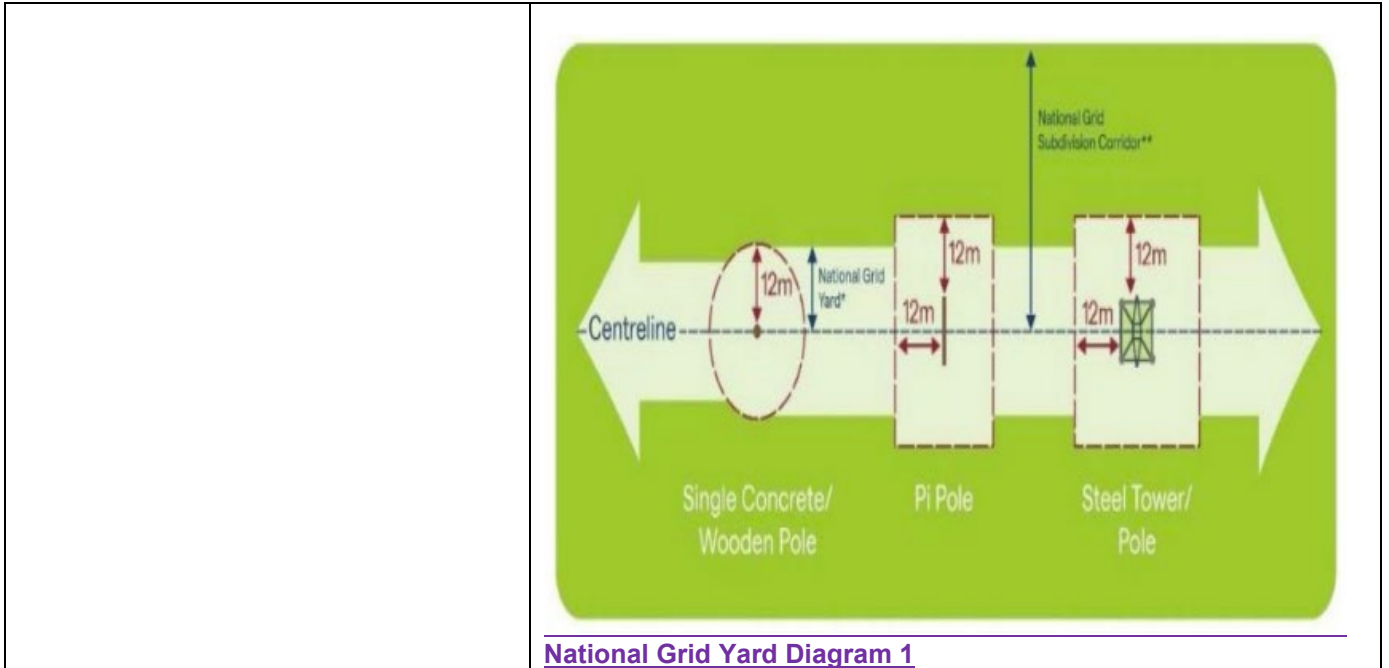 National Grid
Subdivision Corridor**
12m
12m
12m
National Grid
Yard*
12m
12m
Centreline
Single Concrete/
Wooden Pole
Pi Pole
Steel Tower/
Pole
National Grid Yard Diagram 1